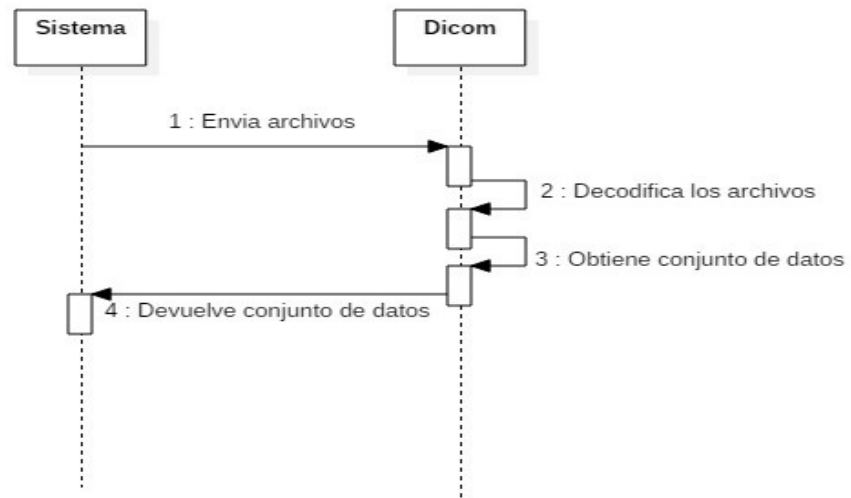 Sistema
Dicom
1 : Envia archivos
2 : Decodifica los archivos
3 : Obtiene conjunto de datos
4 : Devuelve conjunto de datos